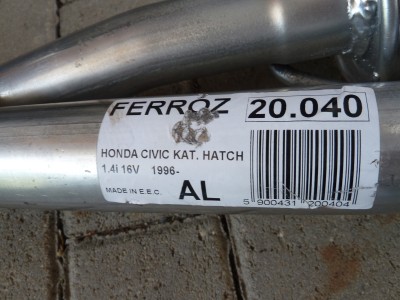 FERROZ 20.040
HONDA CIVIC KAT. HATCH
1.4i 16V 1996-
MADE IN E.E.C. AL
5 900431 200404